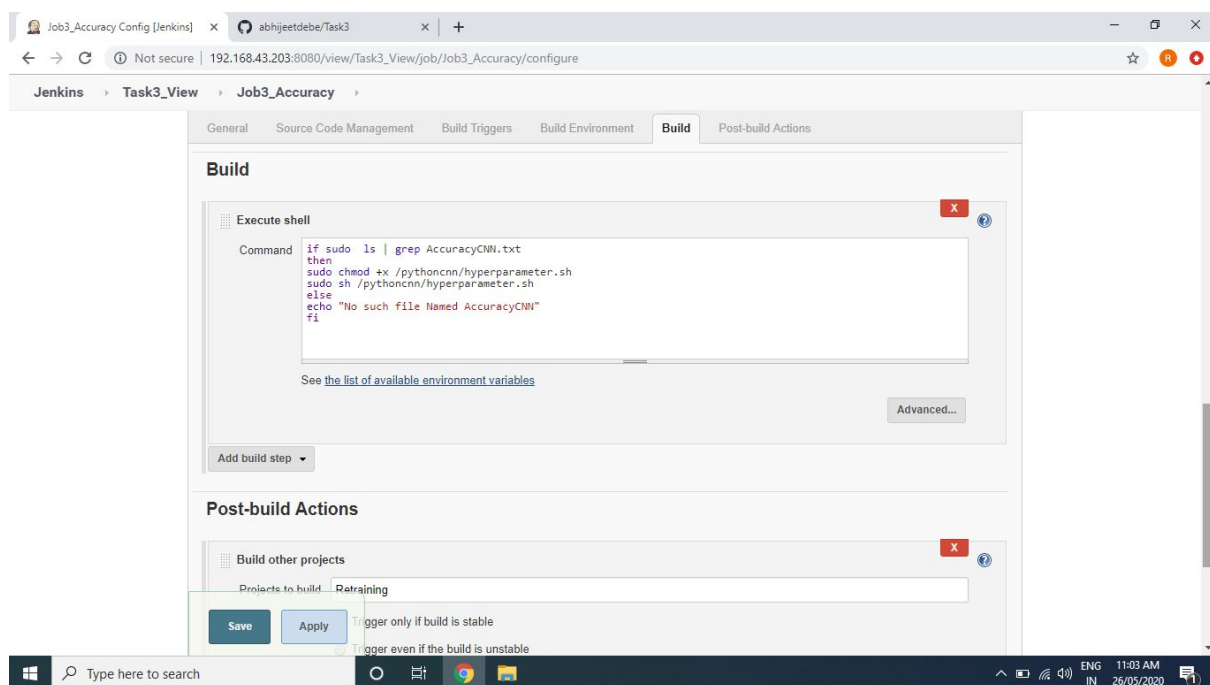 Job3_Accuracy Config [Jenkins]
abhijeetdebe/Task3
Not secure | 192.168.43.203:8080/view/Task3_View/job/Job3_Accuracy/configure
R
Jenkins Task3_View Job3_Accuracy
General Source Code Management Build Triggers Build Environment Build Post-build Actions
Build
X
Execute shell
Command
if sudo  ls | grep AccuracyCNN.txt
then
sudo chmod +x /pythoncnn/hyperparameter.sh
sudo sh /pythoncnn/hyperparameter.sh
else
echo "No such file Named AccuracyCNN"
fi
See the list of available environment variables
Advanced...
Add build step
Post-build Actions
X
Build other projects
Projects to build Retraining
Save Apply
Trigger only if build is stable
Trigger even if the build is unstable
Type here to search
ENG 11:03 AM
IN 26/05/2020
1